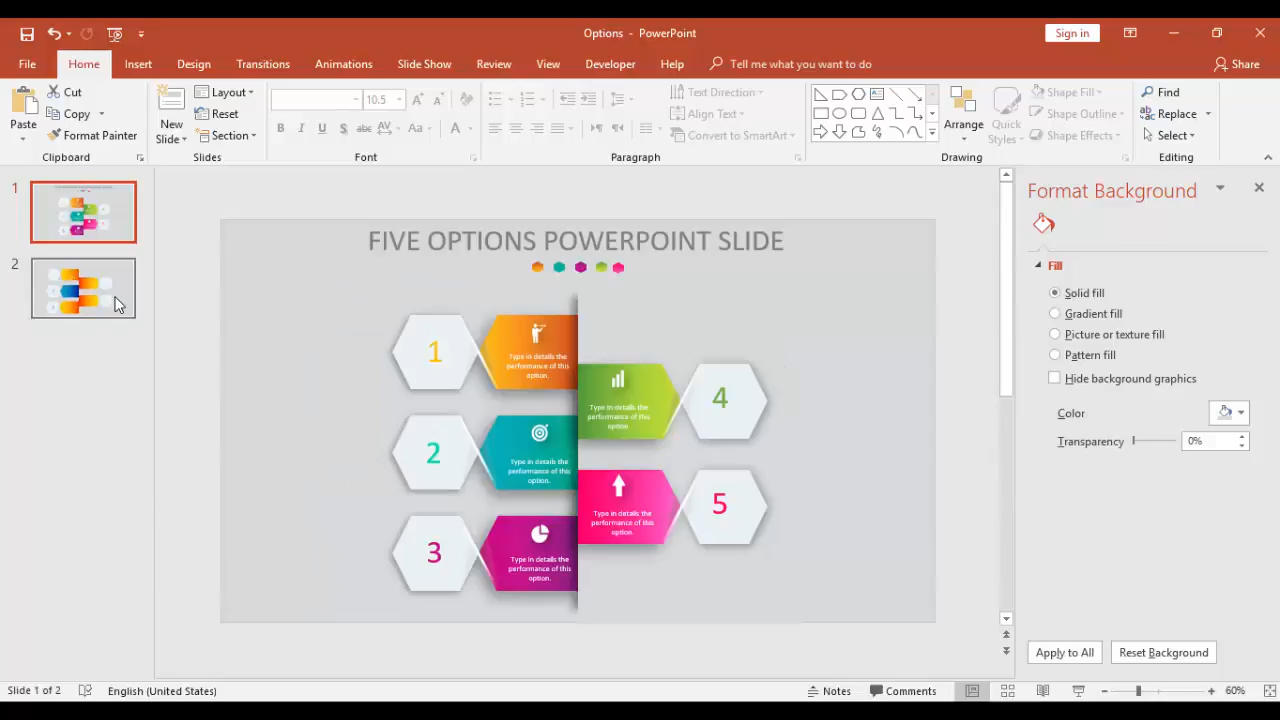 Options - PowerPoint
Sign in
File Home Insert Design Transitions Animations Slide Show Review View Developer Help Tell me what you want to do Share
Paste
Cut
Copy
Format Painter
Clipboard
New
Slide
Layout
Reset
Section
Slides
10.5
Font
Text Direction
Align Text
Convert to SmartArt
Paragraph
Arrange
Quick
Styles
Shape Fill
Shape Outline
Shape Effects
Drawing
Find
Replace
Select
Editing
1
2
FIVE OPTIONS POWERPOINT SLIDE
1
Type in details the
performance of this
option.
2
Type in details the
performance of this
option.
3
Type in details the
performance of this
option.
4
Type in details the
performance of this
option
5
Type in details the
performance of this
option.
Format Background
Fill
Solid fill
Gradient fill
Picture or texture fill
Pattern fill
Hide background graphics
Color
Transparency 0%
Apply to All Reset Background
Slide 1 of 2 English (United States) Notes Comments 60%